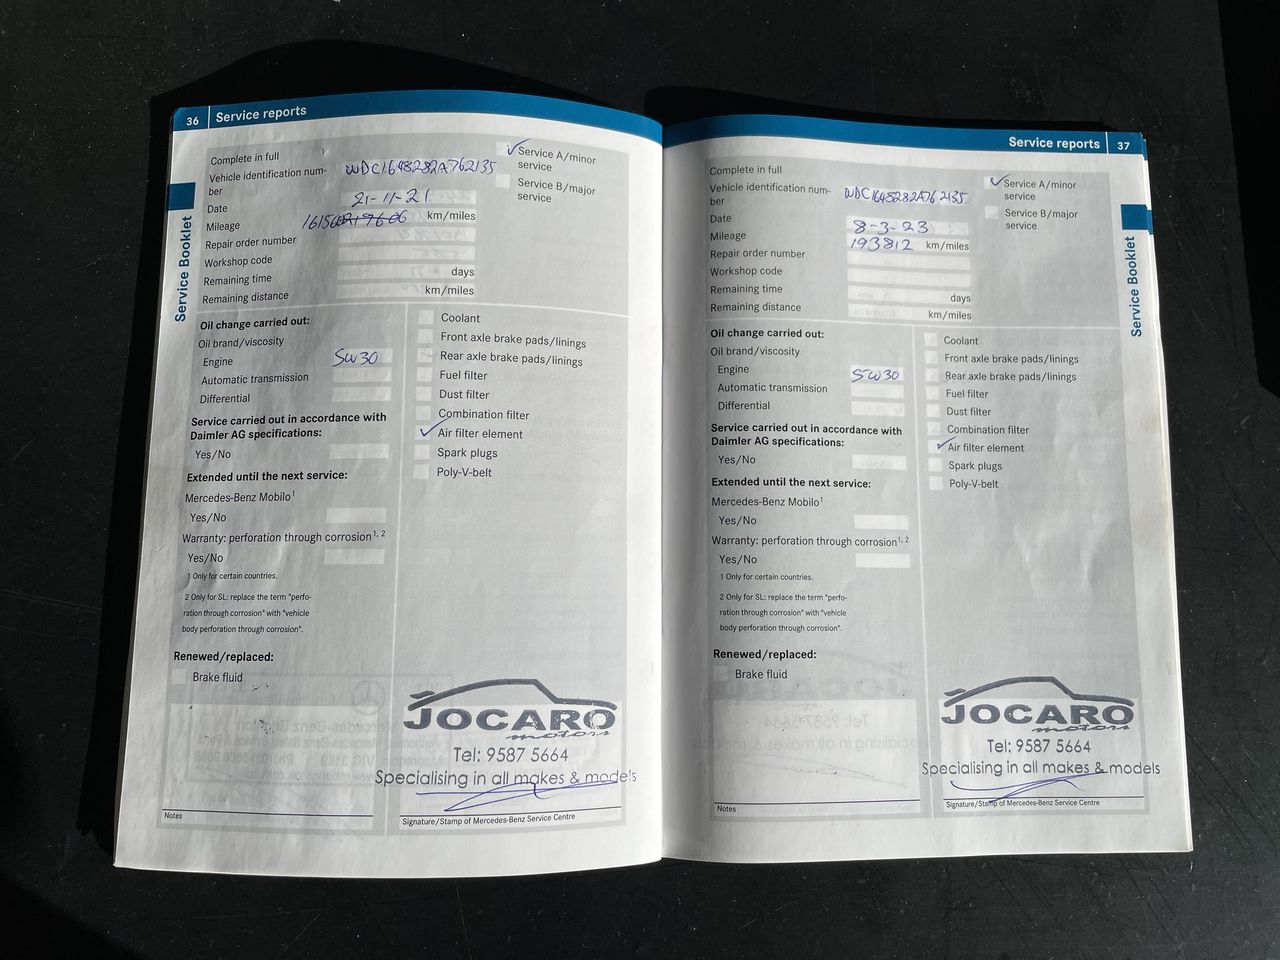 36 Service reports
Complete in full
Vehicle identification num-
ber
WDC1648282A762135
Date 21-11-21
Mileage 161560 km/miles
Repair order number
Workshop code
Remaining time days
Remaining distance km/miles
Service A/minor
service
Service B/major
service
Oil change carried out:
Oil brand/viscosity
Engine 5W30
Automatic transmission
Differential
Service carried out in accordance with
Daimler AG specifications:
Yes/No
Extended until the next service:
Mercedes-Benz Mobilo1
Yes/No
Warranty: perforation through corrosion1, 2
Yes/No
1 Only for certain countries.
2 Only for SL: replace the term "perfo-
ration through corrosion" with "vehicle
body perforation through corrosion".
Renewed/replaced:
Brake fluid
Coolant
Front axle brake pads/linings
Rear axle brake pads/linings
Fuel filter
Dust filter
Combination filter
Air filter element
Spark plugs
Poly-V-belt
JOCARO
motors
Tel: 9587 5664
Specialising in all makes & models
Notes
Signature/Stamp of Mercedes-Benz Service Centre
Service Booklet
Service reports 37
Complete in full
Vehicle identification num-
ber
WDC1648282A762135
Date 8-3-23
Mileage 193812 km/miles
Repair order number
Workshop code
Remaining time days
Remaining distance km/miles
Service A/minor
service
Service B/major
service
Oil change carried out:
Oil brand/viscosity
Engine 5W30
Automatic transmission
Differential
Service carried out in accordance with
Daimler AG specifications:
Yes/No
Extended until the next service:
Mercedes-Benz Mobilo1
Yes/No
Warranty: perforation through corrosion1, 2
Yes/No
1 Only for certain countries.
2 Only for SL: replace the term "perfo-
ration through corrosion" with "vehicle
body perforation through corrosion".
Renewed/replaced:
Brake fluid
Coolant
Front axle brake pads/linings
Rear axle brake pads/linings
Fuel filter
Dust filter
Combination filter
Air filter element
Spark plugs
Poly-V-belt
JOCARO
motors
Tel: 9587 5664
Specialising in all makes & models
Notes
Signature/Stamp of Mercedes-Benz Service Centre
Service Booklet